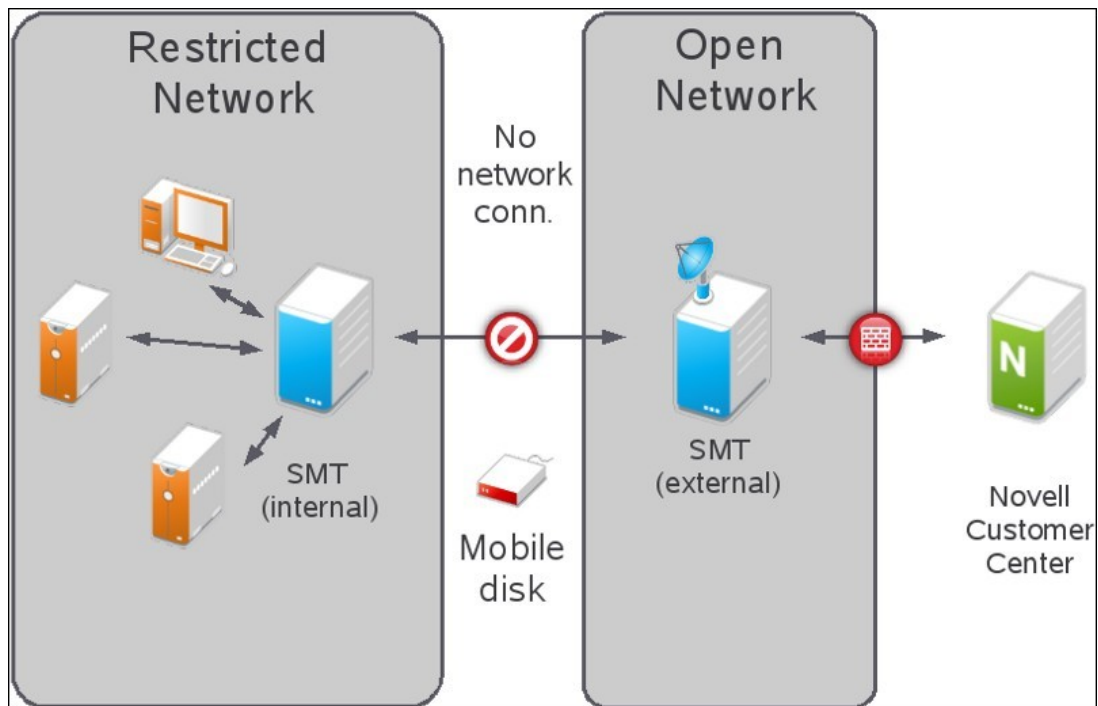 Restricted
Network
Open
Network
No
network
conn.
SMT
(internal)
Mobile
disk
SMT
(external)
N
Novell
Customer
Center